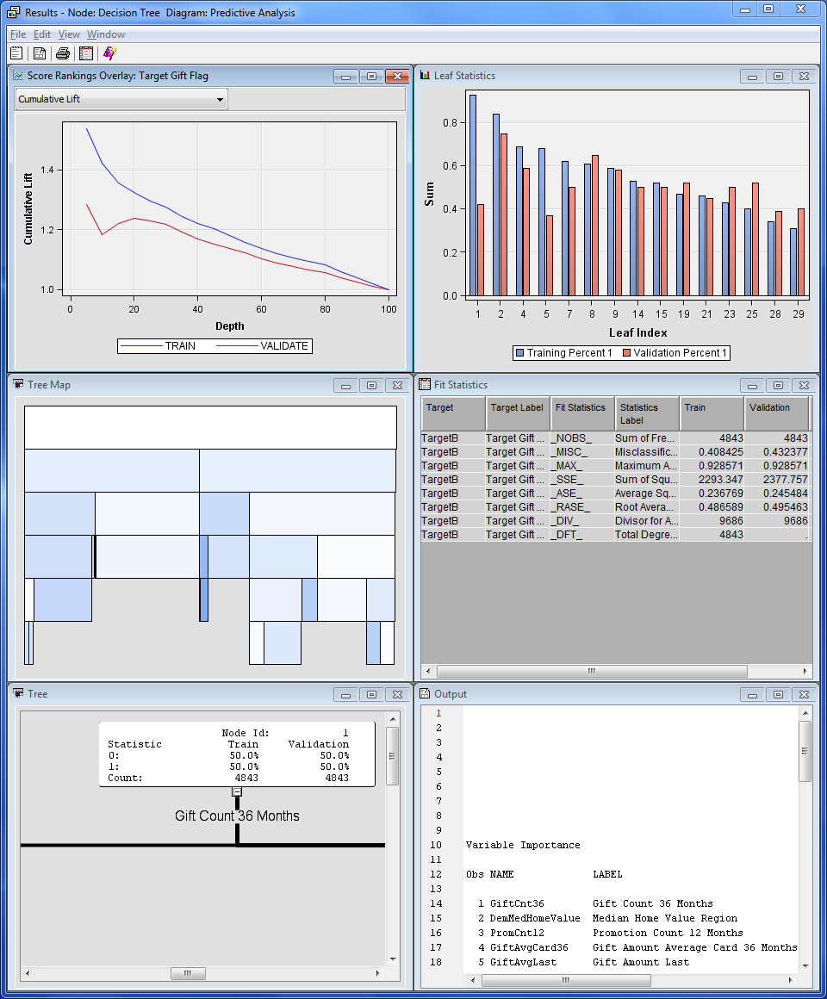 Results - Node: Decision Tree  Diagram: Predictive Analysis
File Edit View Window
Score Rankings Overlay: Target Gift Flag
Cumulative Lift
Cumulative Lift
1.4
1.2
1.0
0 20 40 60 80 100
Depth
TRAIN VALIDATE
Leaf Statistics
Sum
0.8
0.6
0.4
0.2
0.0
1 2 4 5 7 8 9 14 15 19 21 23 25 28 29
Leaf Index
Training Percent 1 Validation Percent 1
Tree Map
Fit Statistics
Target Target Label Fit Statistics Statistics Label Train Validation
TargetB Target Gift ... _NOBS_ Sum of Fre... 4843 4843
TargetB Target Gift ... _MISC_ Misclassific... 0.408425 0.432377
TargetB Target Gift ... _MAX_ Maximum A... 0.928571 0.928571
TargetB Target Gift ... _SSE_ Sum of Squ... 2293.347 2377.757
TargetB Target Gift ... _ASE_ Average Sq... 0.236769 0.245484
TargetB Target Gift ... _RASE_ Root Avera... 0.486589 0.495463
TargetB Target Gift ... _DIV_ Divisor for A... 9686 9686
TargetB Target Gift ... _DFT_ Total Degre... 4843 .
Tree
Node Id: 1
Statistic Train Validation
0: 50.0% 50.0%
1: 50.0% 50.0%
Count: 4843 4843
Gift Count 36 Months
Output
1
2
3
4
5
6
7
8
9
10 Variable Importance
11
12 Obs NAME LABEL
13
14 1 GiftCnt36 Gift Count 36 Months
15 2 DemMedHomeValue Median Home Value Region
16 3 PromCnt12 Promotion Count 12 Months
17 4 GiftAvgCard36 Gift Amount Average Card 36 Months
18 5 GiftAvgLast Gift Amount Last